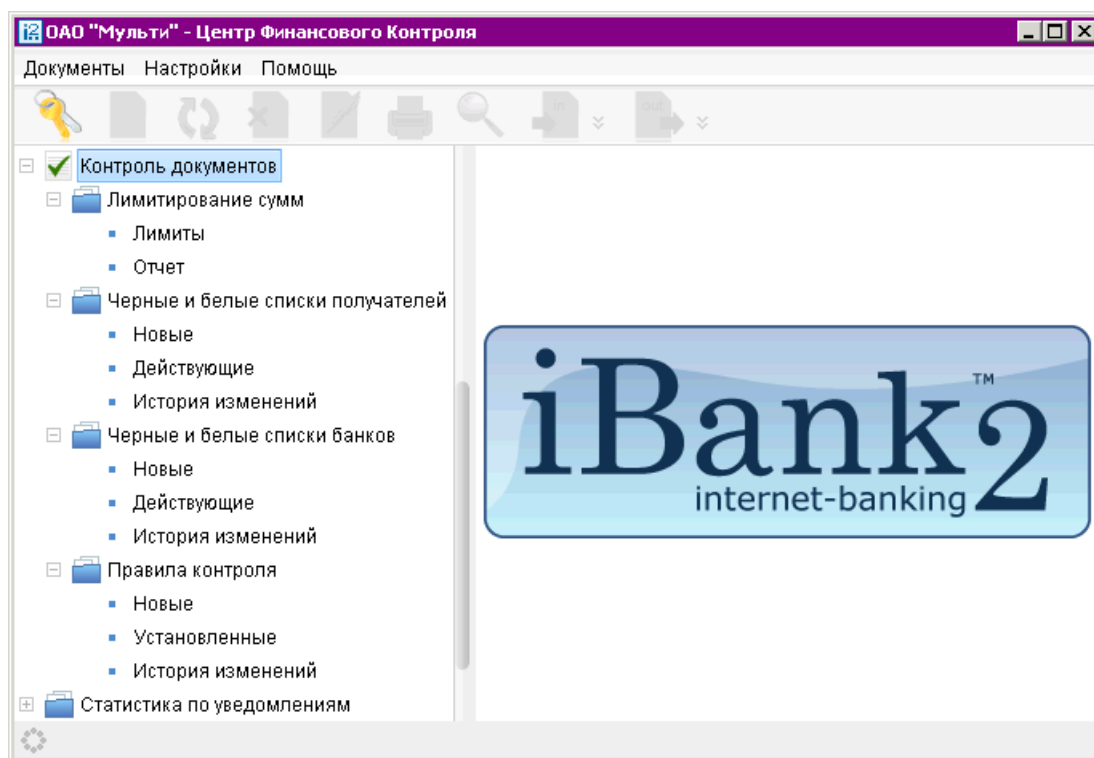 ОАО "Мульти" - Центр Финансового Контроля
Документы Настройки Помощь
in out
Контроль документов
Лимитирование сумм
Лимиты
Отчет
Черные и белые списки получателей
Новые
Действующие
История изменений
Черные и белые списки банков
Новые
Действующие
История изменений
Правила контроля
Новые
Установленные
История изменений
Статистика по уведомлениям
iBank 2 ™
internet-banking